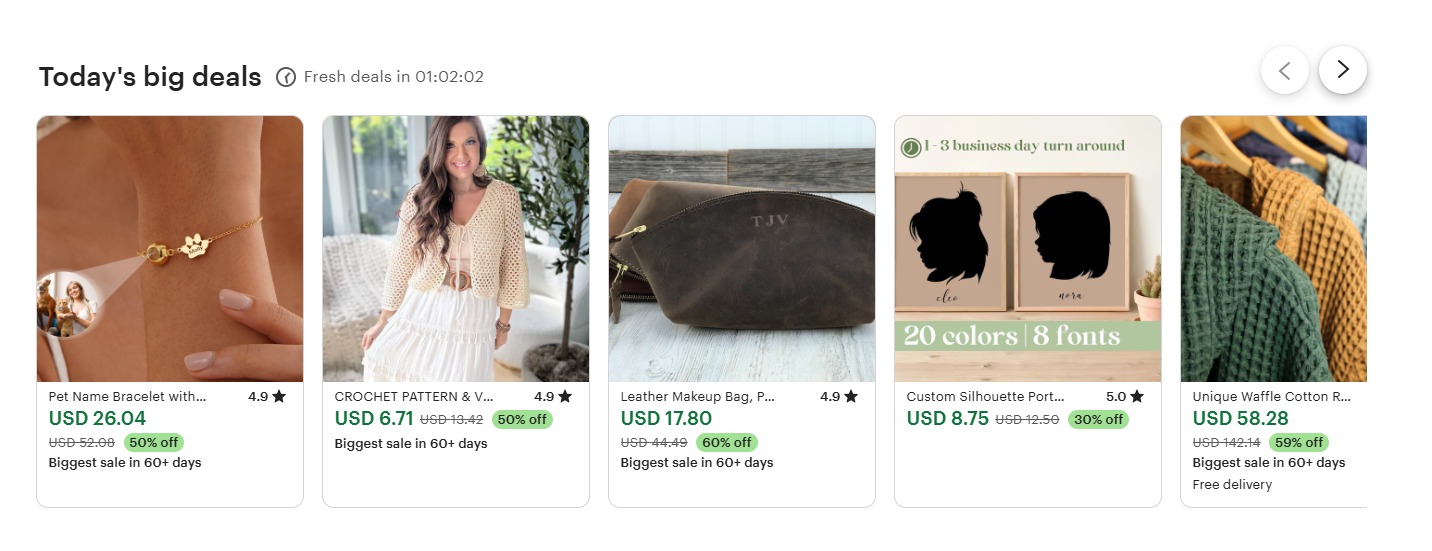 Today's big deals
Fresh deals in 01:02:02
TJV
1 - 3 business day turn around
cleo
nora
20 colors | 8 fonts
Pet Name Bracelet with...
4.9 ★
USD 26.04
USD 52.08
50% off
Biggest sale in 60+ days
CROCHET PATTERN & V...
4.9 ★
USD 6.71
USD 13.42
50% off
Biggest sale in 60+ days
Leather Makeup Bag, P...
4.9 ★
USD 17.80
USD 44.49
60% off
Biggest sale in 60+ days
Custom Silhouette Port...
5.0 ★
USD 8.75
USD 12.50
30% off
Unique Waffle Cotton R...
USD 58.28
USD 142.14
59% off
Biggest sale in 60+ days
Free delivery